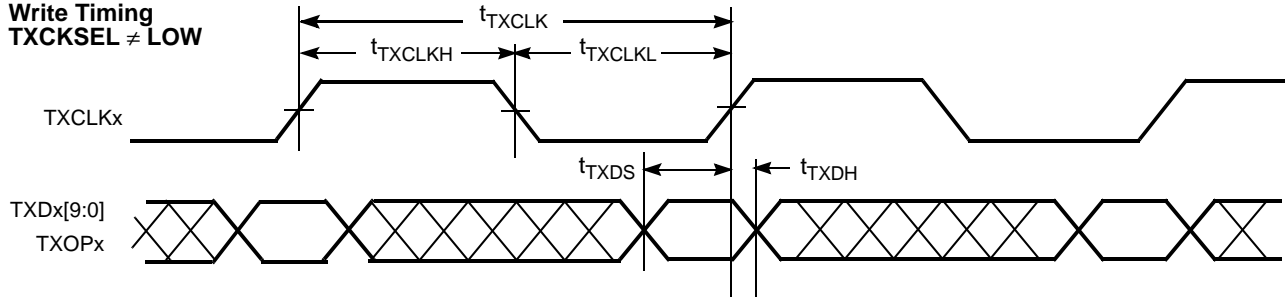 Write Timing
TXCKSEL ≠ LOW
tTXCLK
tTXCLKH
tTXCLKL
TXCLKx
tTXDS
tTXDH
TXDx[9:0]
TXOPx